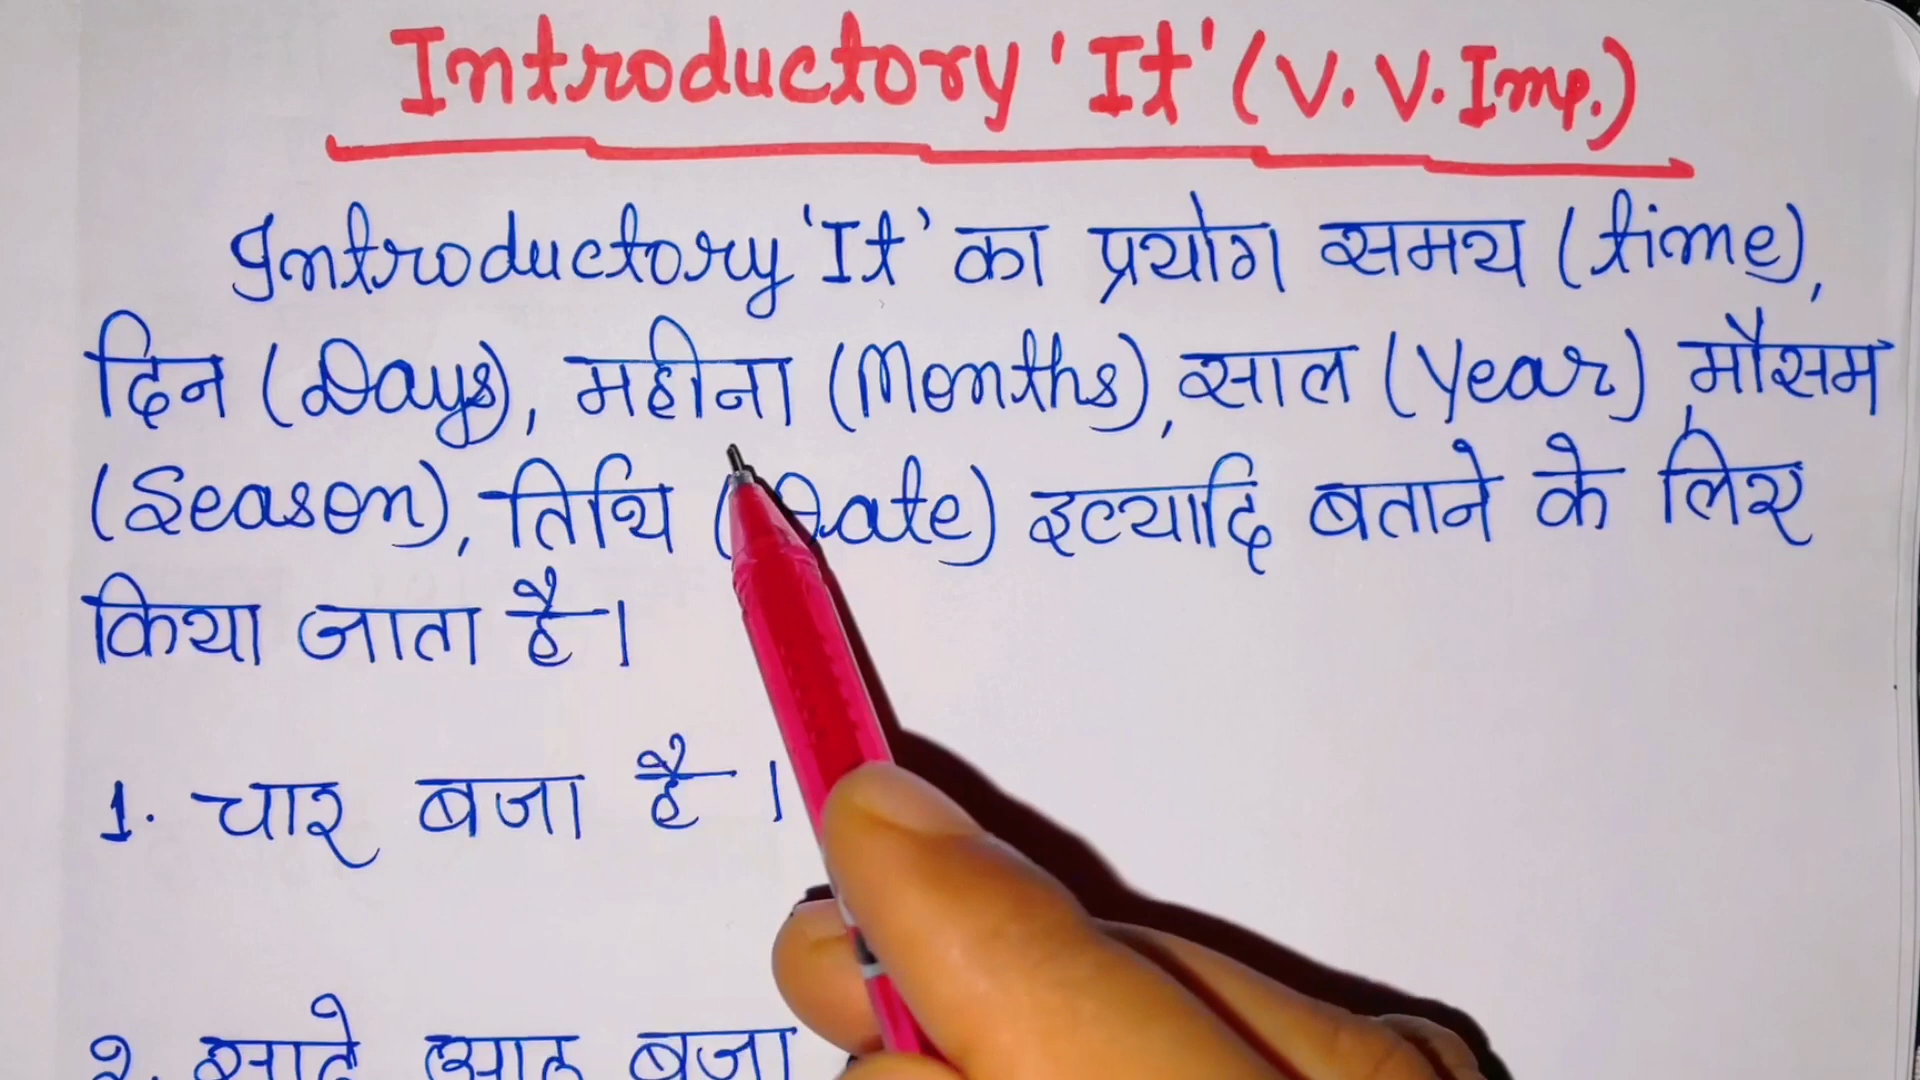 Introductory 'It' (V. V. Imp.)
Introductory 'It' का प्रयोग समय (time),
दिन (Days), महीना (Months), साल (Year), मौसम
(Season), तिथि (Date) इत्यादि बताने के लिए
किया जाता है।
1. चार बजा है ।
2. साढ़े सात बजा